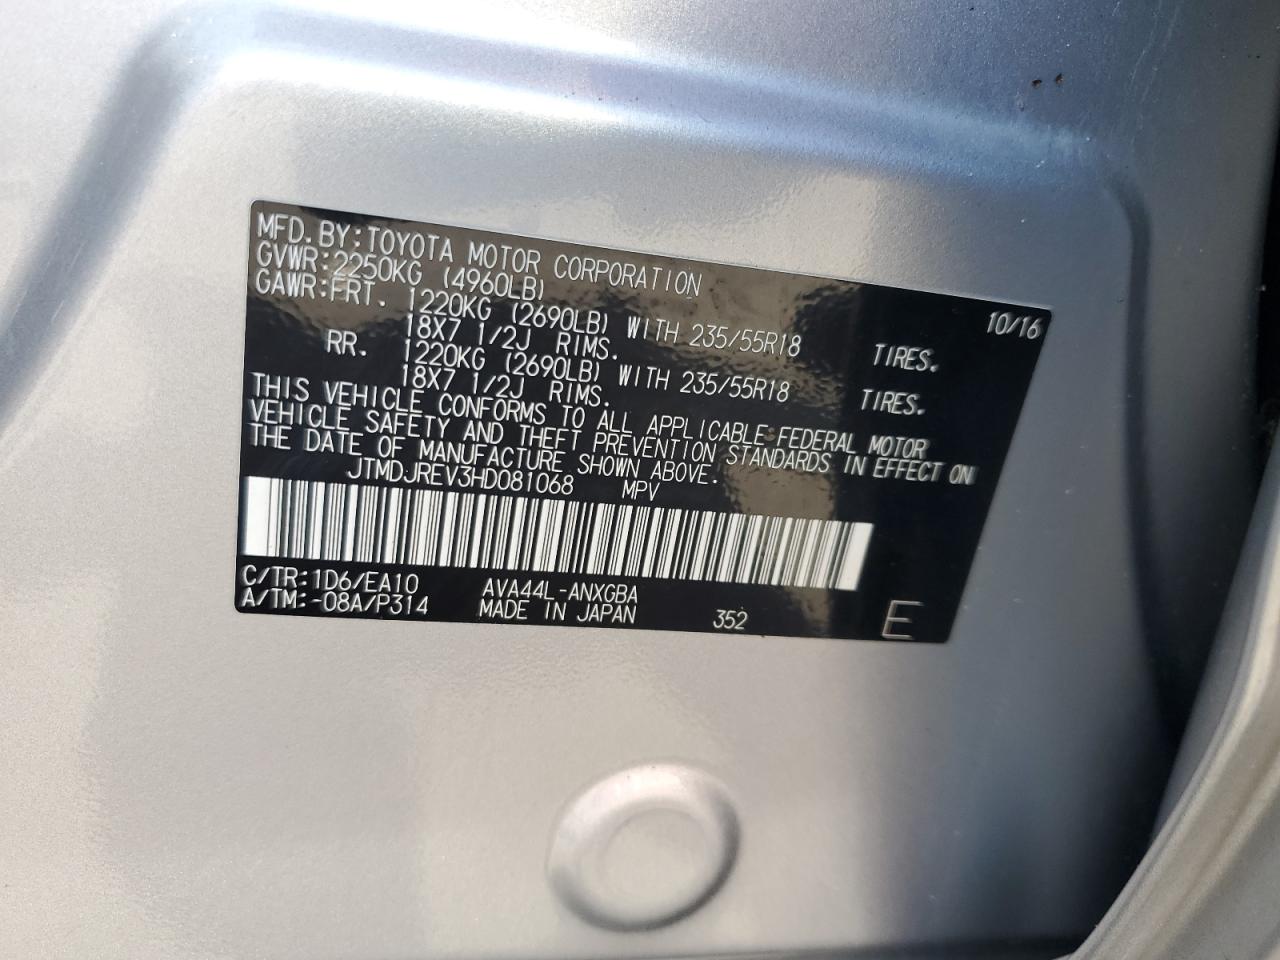 MFD. BY: TOYOTA MOTOR CORPORATION 10/16
GVWR: 2250KG (4960LB)
GAWR: FRT. 1220KG (2690LB) WITH 235/55R18 TIRES.
18X7 1/2J RIMS.
RR. 1220KG (2690LB) WITH 235/55R18 TIRES.
18X7 1/2J RIMS.
THIS VEHICLE CONFORMS TO ALL APPLICABLE FEDERAL MOTOR
VEHICLE SAFETY AND THEFT PREVENTION STANDARDS IN EFFECT ON
THE DATE OF MANUFACTURE SHOWN ABOVE.
JTMDJREV3HD081068 MPV
C/TR: 1D6/EA10 AVA44L-ANXGBA
A/TM: -08A/P314 MADE IN JAPAN 352 E